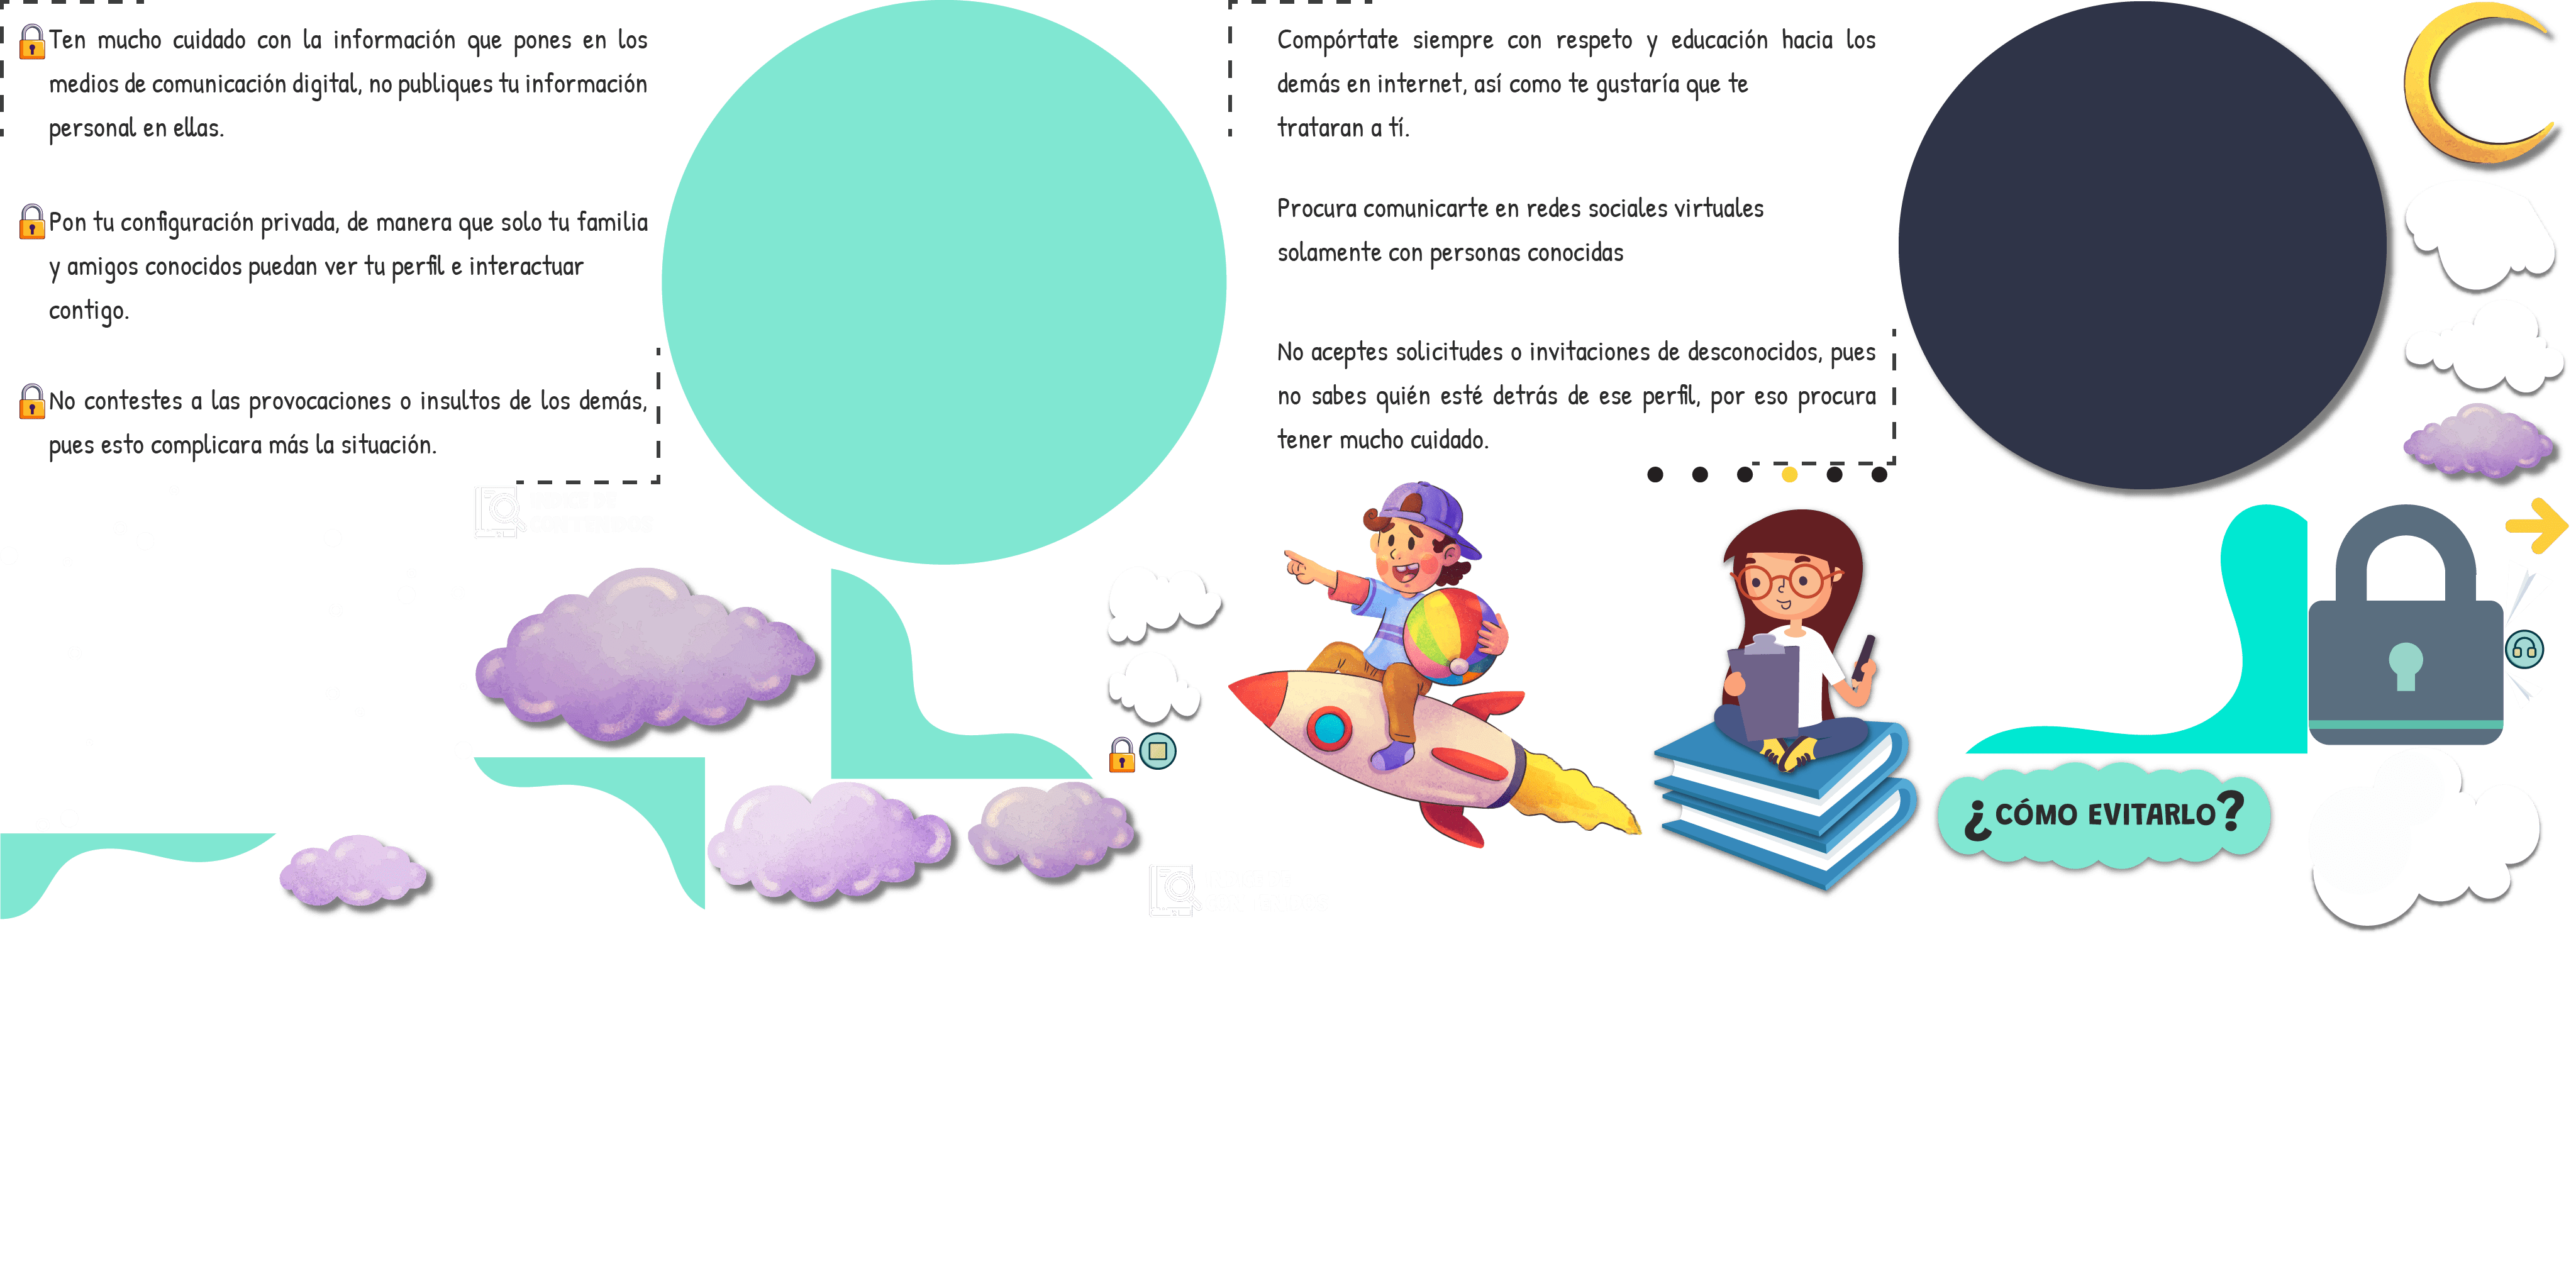 Ten mucho cuidado con la información que pones en los
medios de comunicación digital, no publiques tu información
personal en ellas.
Pon tu configuración privada, de manera que solo tu familia
y amigos conocidos puedan ver tu perfil e interactuar
contigo.
No contestes a las provocaciones o insultos de los demás,
pues esto complicara más la situación.
Compórtate siempre con respeto y educación hacia los
demás en internet, así como te gustaría que te
trataran a tí.
Procura comunicarte en redes sociales virtuales
solamente con personas conocidas
No aceptes solicitudes o invitaciones de desconocidos, pues
no sabes quién esté detrás de ese perfil, por eso procura
tener mucho cuidado.
¿CÓMO EVITARLO?